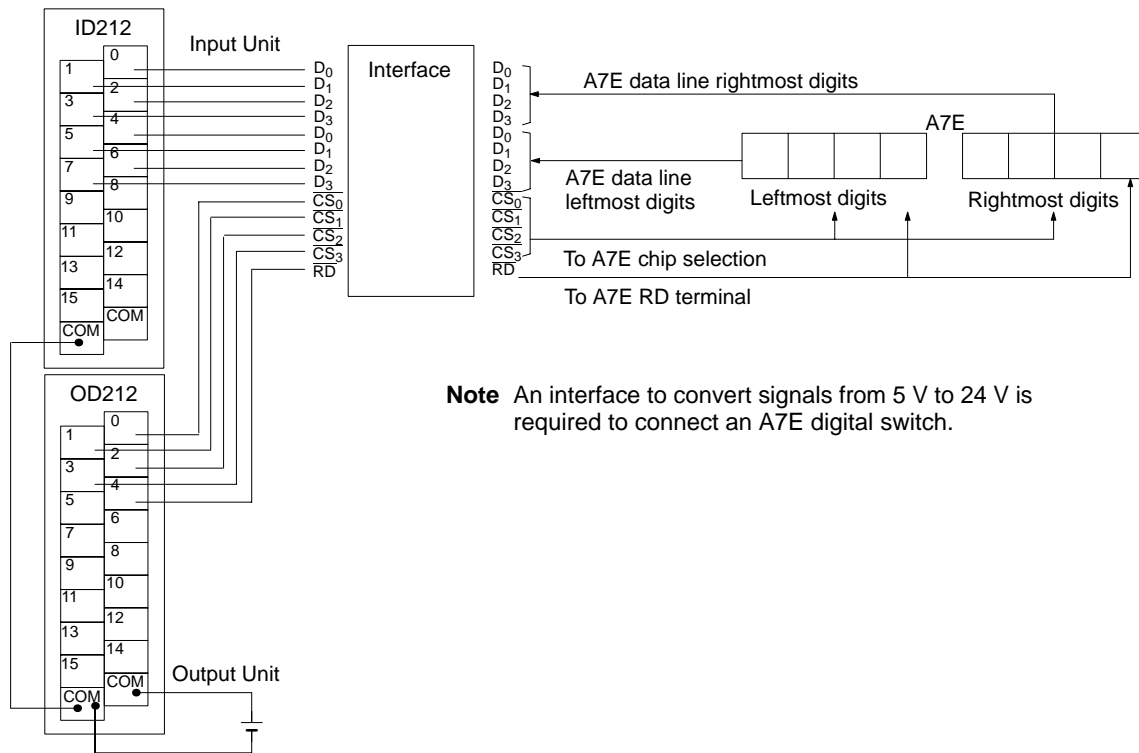 ID212
Input Unit
0
1
2
3
4
5
6
7
8
9
10
11
12
13
14
15
COM
COM
D0
D1
D2
D3
D0
D1
D2
D3
CS0
CS1
CS2
CS3
RD
Interface
D0
D1
D2
D3
D0
D1
D2
D3
CS0
CS1
CS2
CS3
RD
A7E data line rightmost digits
A7E
A7E data line
leftmost digits
Leftmost digits
Rightmost digits
To A7E chip selection
To A7E RD terminal
Note An interface to convert signals from 5 V to 24 V is
required to connect an A7E digital switch.
OD212
0
1
2
3
4
5
6
7
8
9
10
11
12
13
14
15
COM
COM
Output Unit